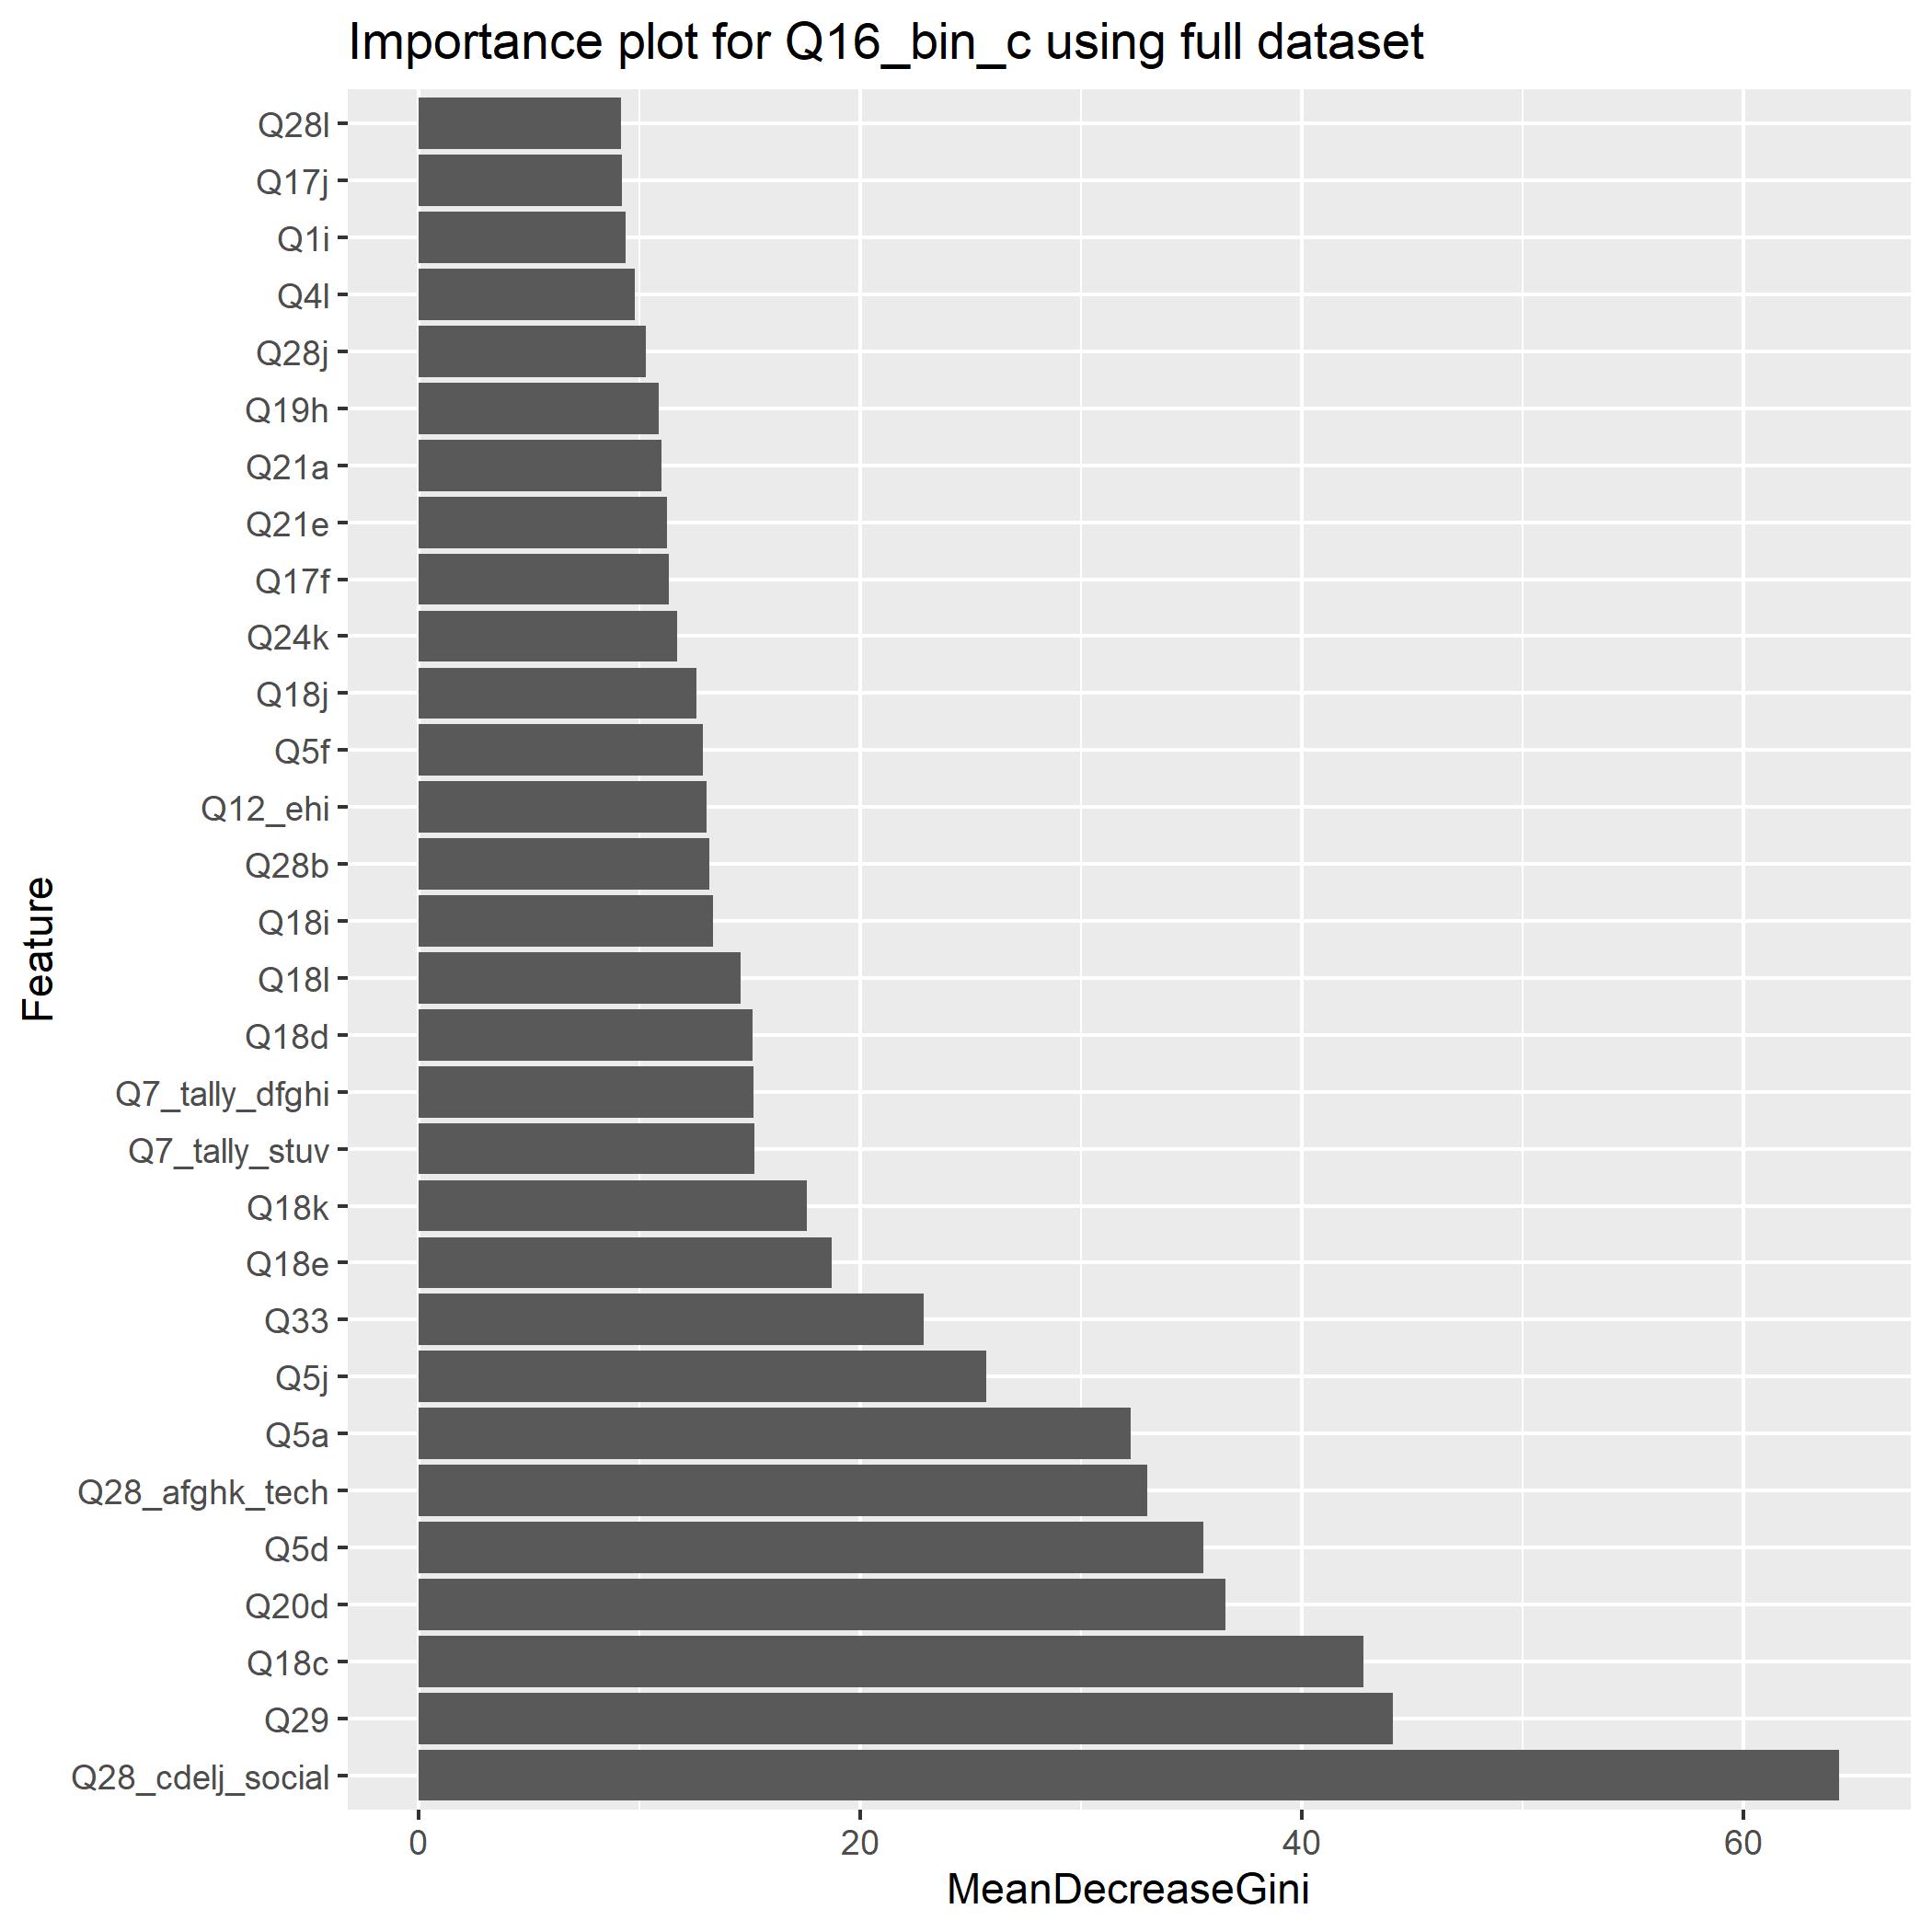 Importance plot for Q16_bin_c using full dataset
Q28l
Q17j
Q1i
Q4l
Q28j
Q19h
Q21a
Q21e
Q17f
Q24k
Q18j
Q5f
Q12_ehi
Q28b
Q18i
Q18l
Q18d
Q7_tally_dfghi
Q7_tally_stuv
Q18k
Q18e
Q33
Q5j
Q5a
Q28_afghk_tech
Q5d
Q20d
Q18c
Q29
Q28_cdelj_social
Feature
0 20 40 60
MeanDecreaseGini